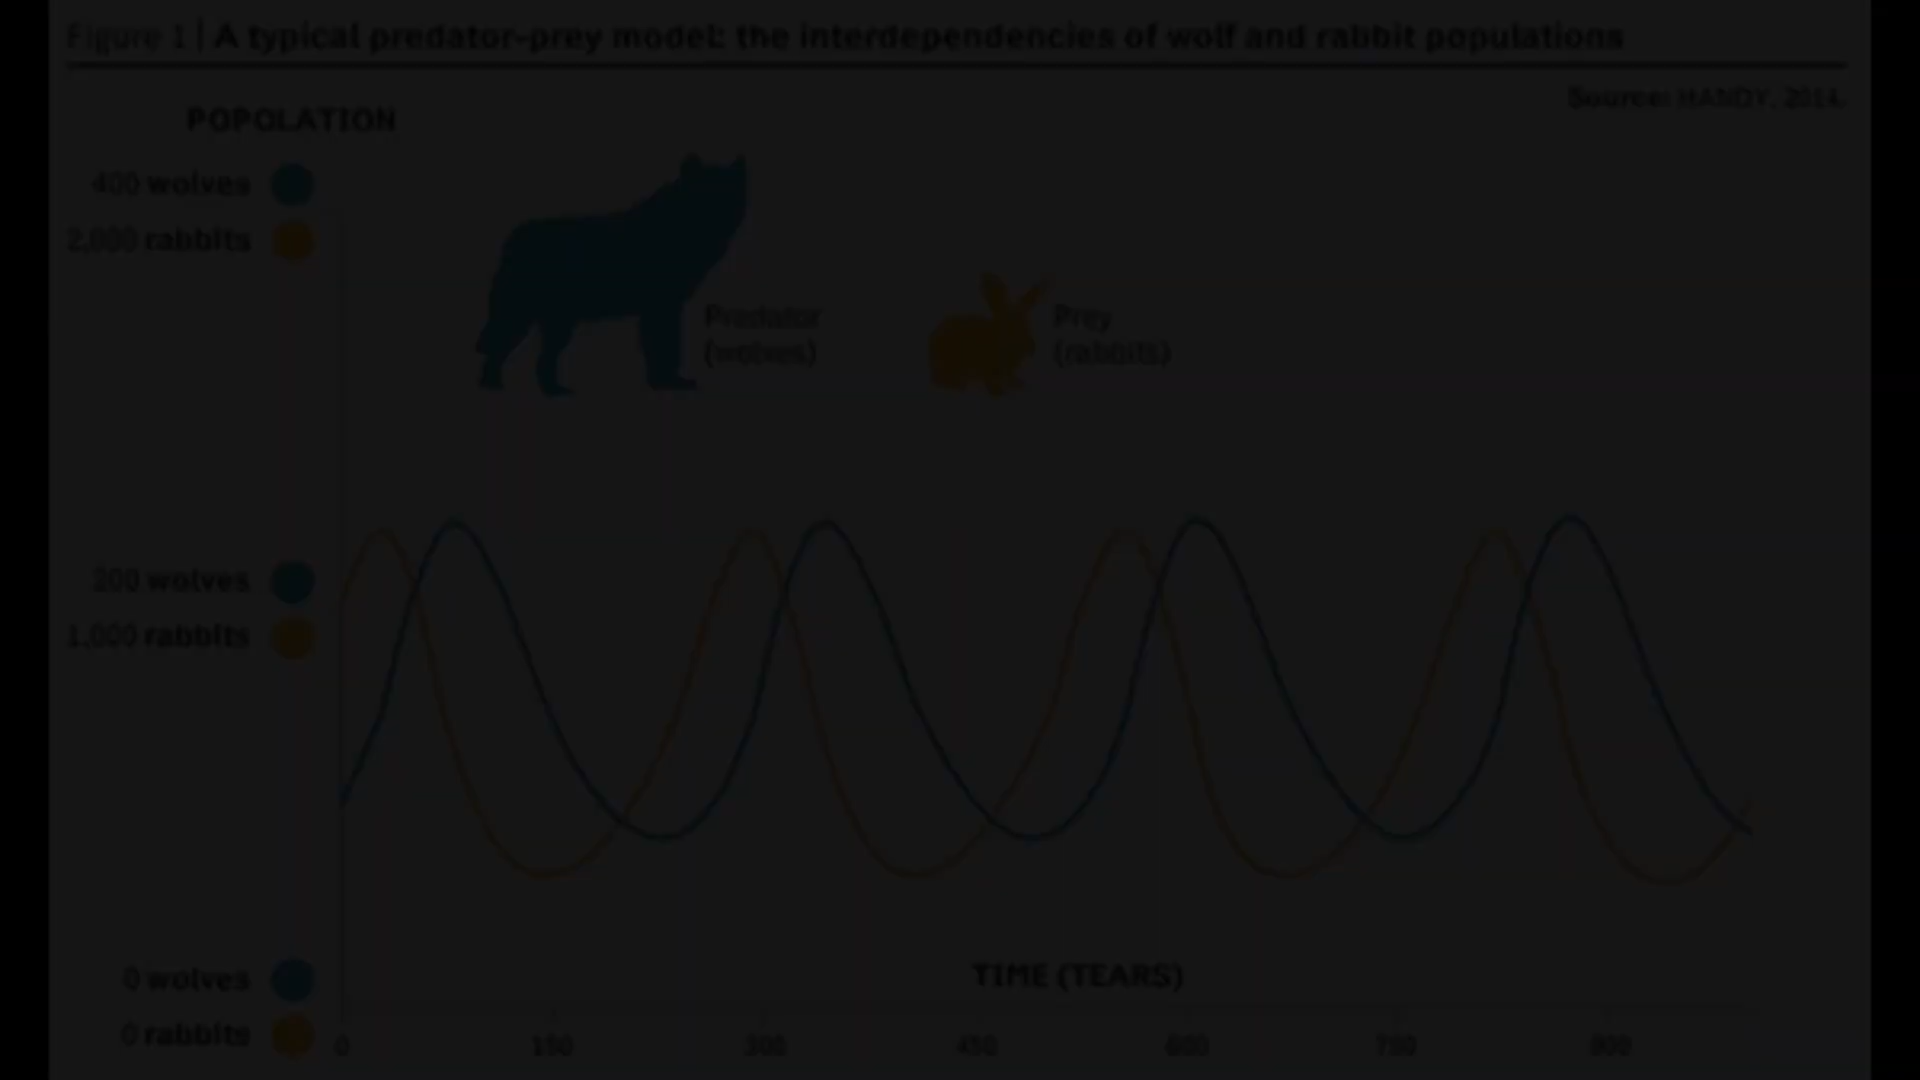 Figure 1 | A typical predator-prey model: the interdependencies of wolf and rabbit populations
Source: HANDY, 2014.
POPOLATION
400 wolves
2,000 rabbits
Predator
(wolves)
Prey
(rabbits)
200 wolves
1,000 rabbits
0 wolves
0 rabbits
TIME (TEARS)
0 150 300 450 600 750 900